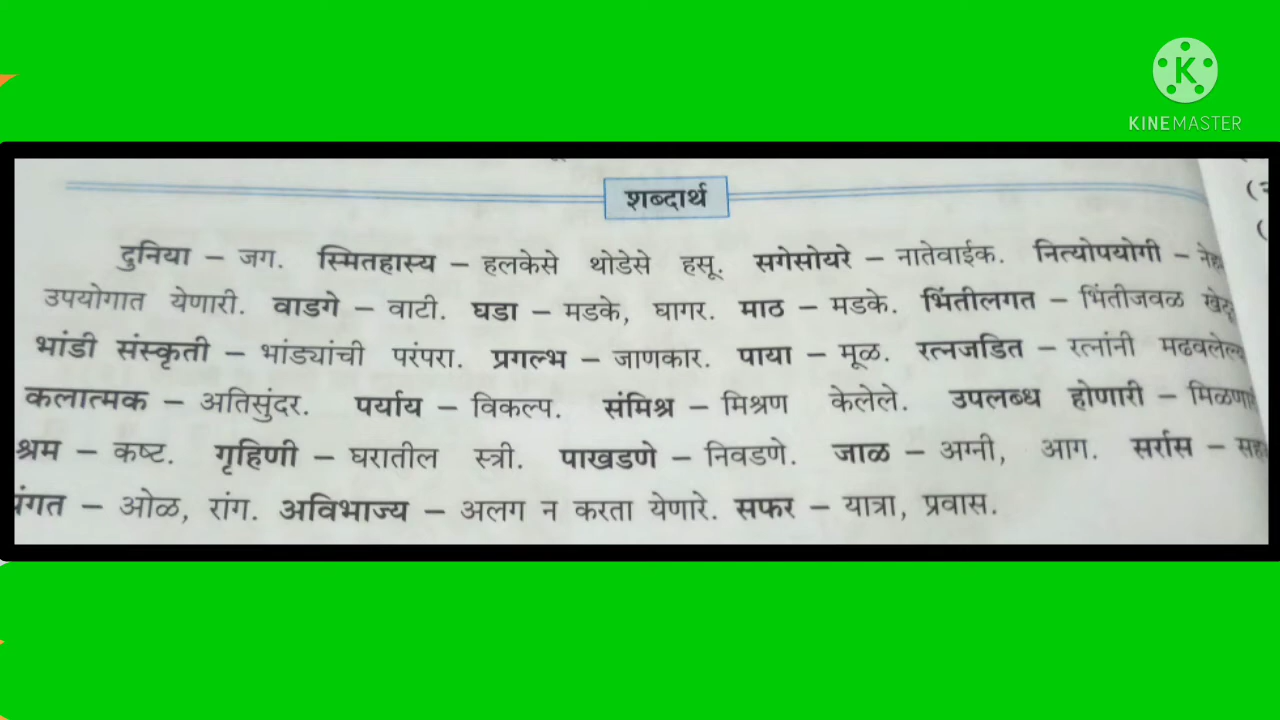 KINEMASTER
शब्दार्थ
दुनिया – जग. स्मितहास्य – हलकेसे थोडेसे हसू. सगेसोयरे – नातेवाईक. नित्योपयोगी –
उपयोगात येणारी. वाडगे – वाटी. घडा – मडके, घागर. माठ – मडके. भिंतीलगत – भिंतीजवळ
भांडी संस्कृती – भांड्यांची परंपरा. प्रगल्भ – जाणकार. पाया – मूळ. रत्नजडित – रत्नांनी
कलात्मक – अतिसुंदर. पर्याय – विकल्प. संमिश्र – मिश्रण केलेले. उपलब्ध होणारी –
श्रम – कष्ट. गृहिणी – घरातील स्त्री. पाखडणे – निवडणे. जाळ – अग्नी, आग. सर्रास –
– ओळ, रांग. अविभाज्य – अलग न करता येणारे. सफर – यात्रा, प्रवास.